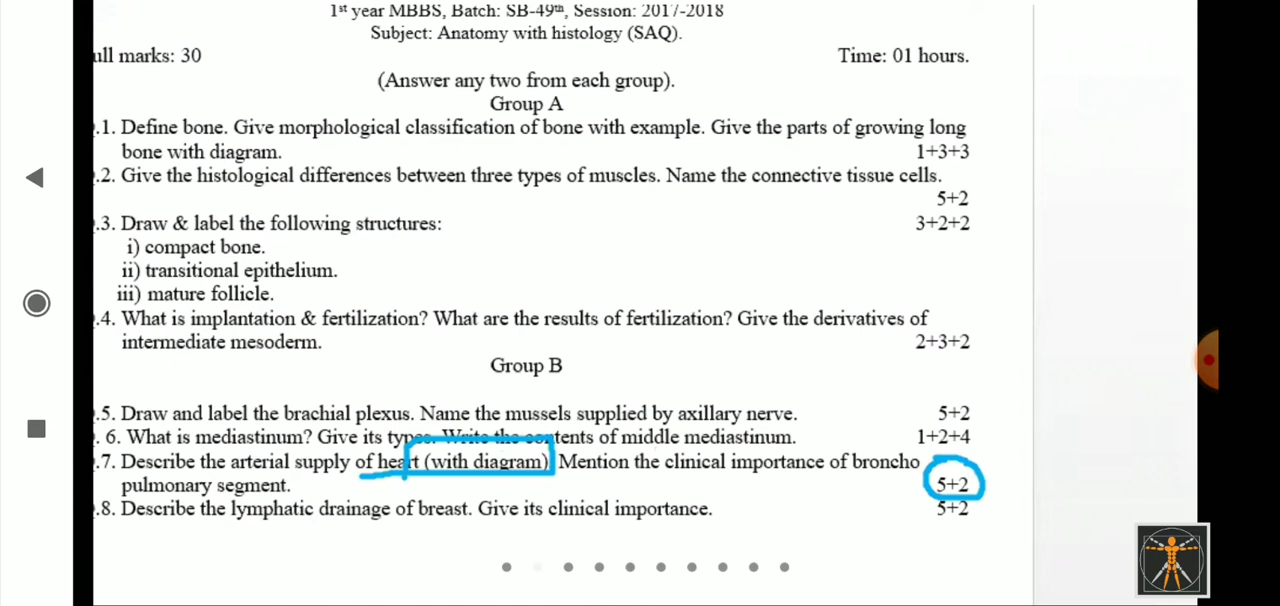 1st year MBBS, Batch: SB-49th, Session: 2017-2018
Subject: Anatomy with histology (SAQ).
ull marks: 30 Time: 01 hours.
(Answer any two from each group).
Group A
.1. Define bone. Give morphological classification of bone with example. Give the parts of growing long
bone with diagram. 1+3+3
.2. Give the histological differences between three types of muscles. Name the connective tissue cells.
5+2
.3. Draw & label the following structures: 3+2+2
i) compact bone.
ii) transitional epithelium.
iii) mature follicle.
.4. What is implantation & fertilization? What are the results of fertilization? Give the derivatives of
intermediate mesoderm. 2+3+2
Group B
.5. Draw and label the brachial plexus. Name the mussels supplied by axillary nerve. 5+2
. 6. What is mediastinum? Give its types. Write the contents of middle mediastinum. 1+2+4
.7. Describe the arterial supply of heart (with diagram) Mention the clinical importance of broncho
pulmonary segment. 5+2
.8. Describe the lymphatic drainage of breast. Give its clinical importance. 5+2